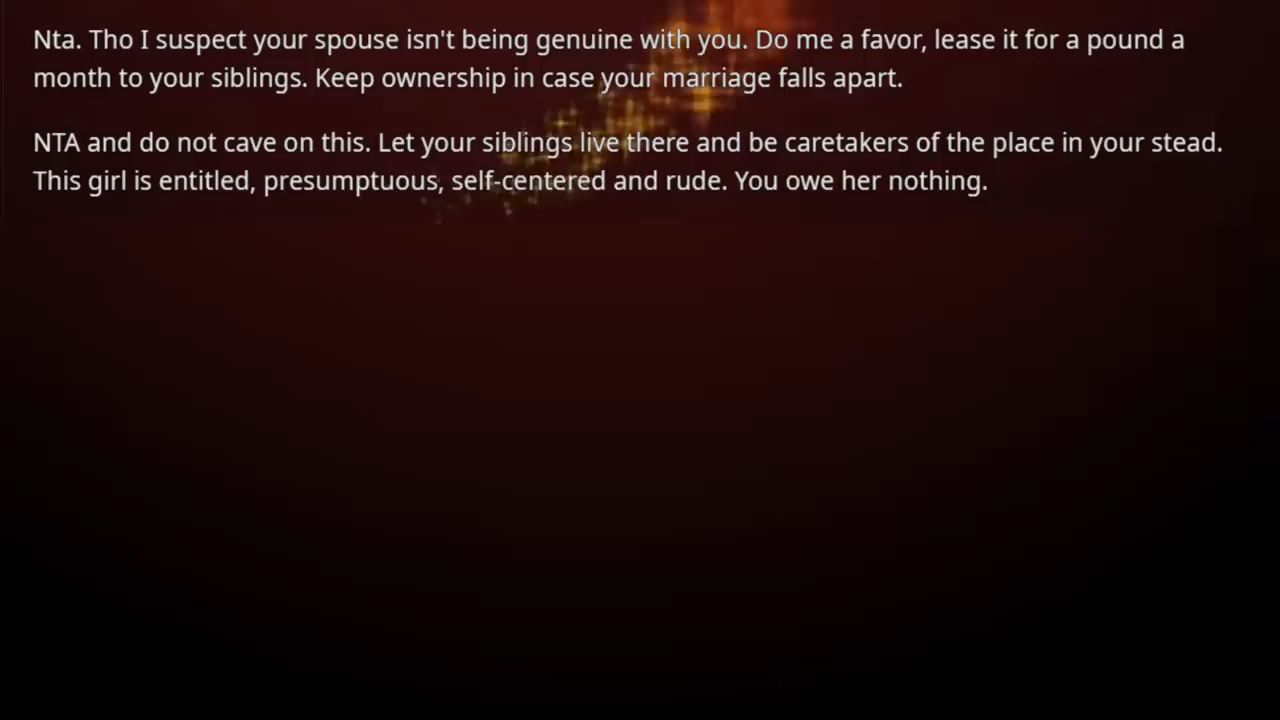 Nta. Tho I suspect your spouse isn't being genuine with you. Do me a favor, lease it for a pound a
month to your siblings. Keep ownership in case your marriage falls apart.
NTA and do not cave on this. Let your siblings live there and be caretakers of the place in your stead.
This girl is entitled, presumptuous, self-centered and rude. You owe her nothing.